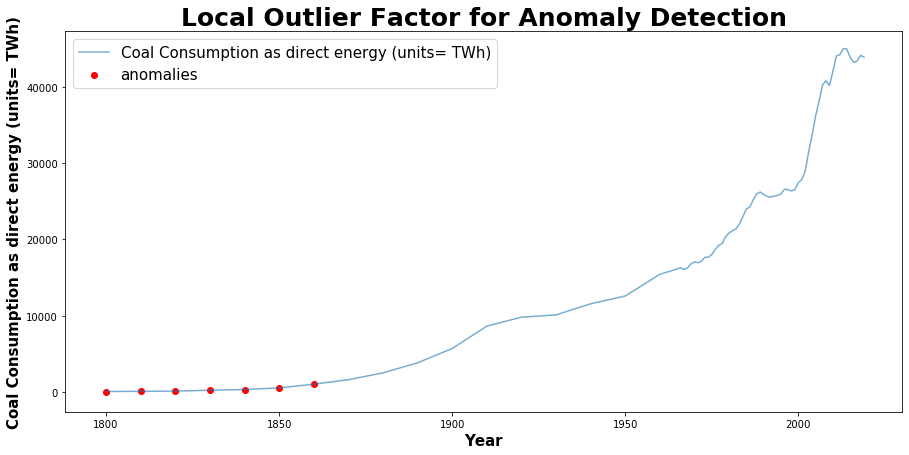 Local Outlier Factor for Anomaly Detection
Coal Consumption as direct energy (units= TWh)
anomalies
Coal Consumption as direct energy (units= TWh)
40000
30000
20000
10000
0
1800
1850
1900
1950
2000
Year